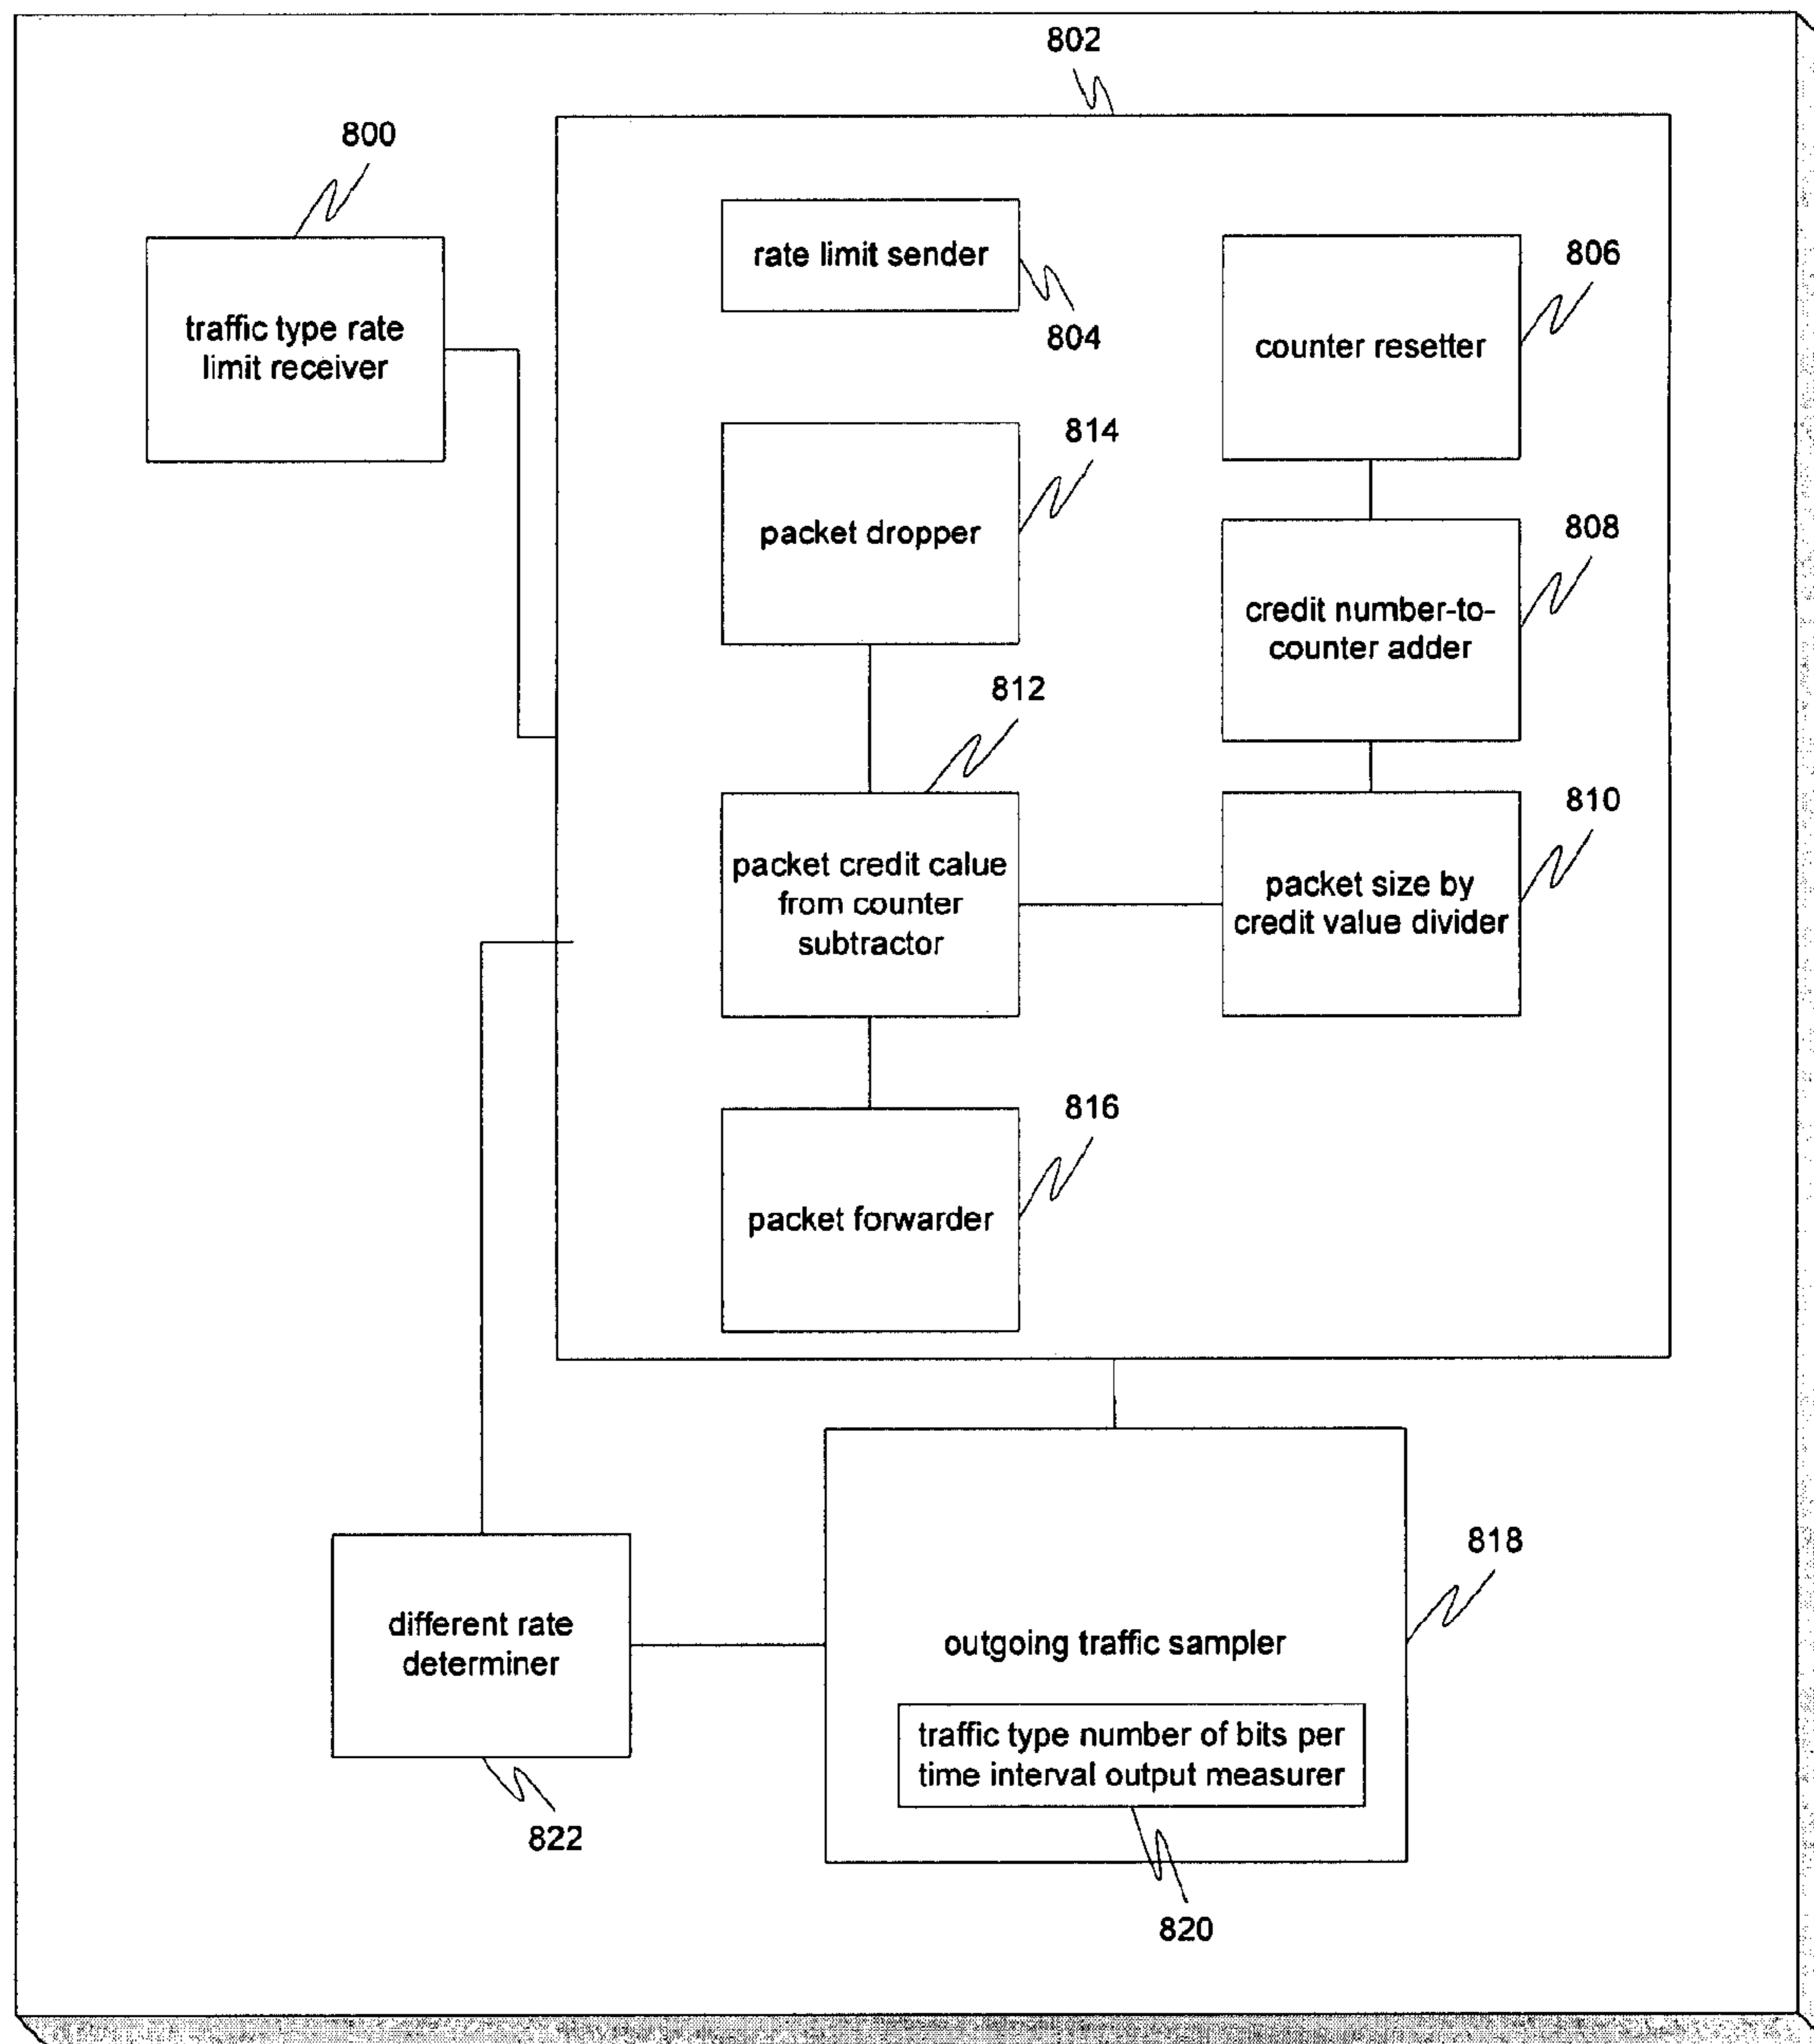 802
800
rate limit sender
804
806
traffic type rate
limit receiver
counter resetter
814
packet dropper
808
credit number-to-
counter adder
812
810
packet credit calue
from counter
subtractor
packet size by
credit value divider
816
packet forwarder
818
different rate
determiner
outgoing traffic sampler
traffic type number of bits per
time interval output measurer
822
820